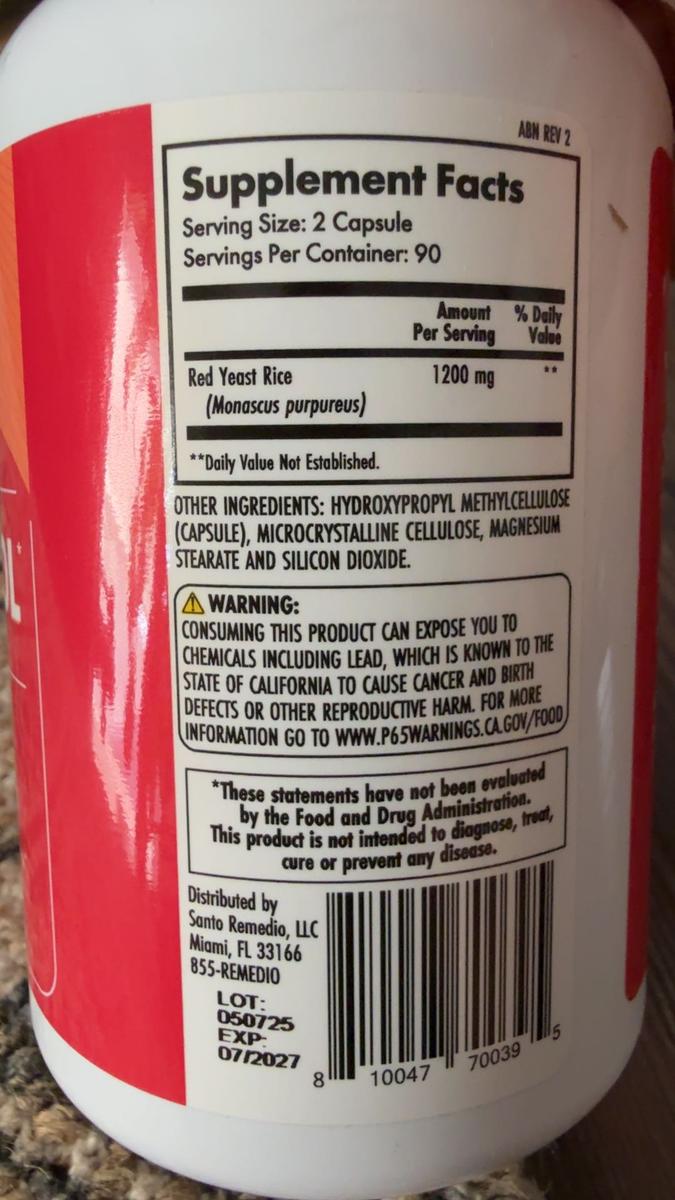 ABN REV 2
Supplement Facts
Serving Size: 2 Capsule
Servings Per Container: 90
Amount Per Serving
% Daily Value
Red Yeast Rice 1200 mg **
(Monascus purpureus)
**Daily Value Not Established.
OTHER INGREDIENTS: HYDROXYPROPYL METHYLCELLULOSE
(CAPSULE), MICROCRYSTALLINE CELLULOSE, MAGNESIUM
STEARATE AND SILICON DIOXIDE.
WARNING:
CONSUMING THIS PRODUCT CAN EXPOSE YOU TO
CHEMICALS INCLUDING LEAD, WHICH IS KNOWN TO THE
STATE OF CALIFORNIA TO CAUSE CANCER AND BIRTH
DEFECTS OR OTHER REPRODUCTIVE HARM. FOR MORE
INFORMATION GO TO WWW.P65WARNINGS.CA.GOV/FOOD
*These statements have not been evaluated
by the Food and Drug Administration.
This product is not intended to diagnose, treat,
cure or prevent any disease.
Distributed by
Santo Remedio, LLC
Miami, FL 33166
855-REMEDIO
LOT:
050725
EXP:
07/2027
8 10047 70039 5
L*